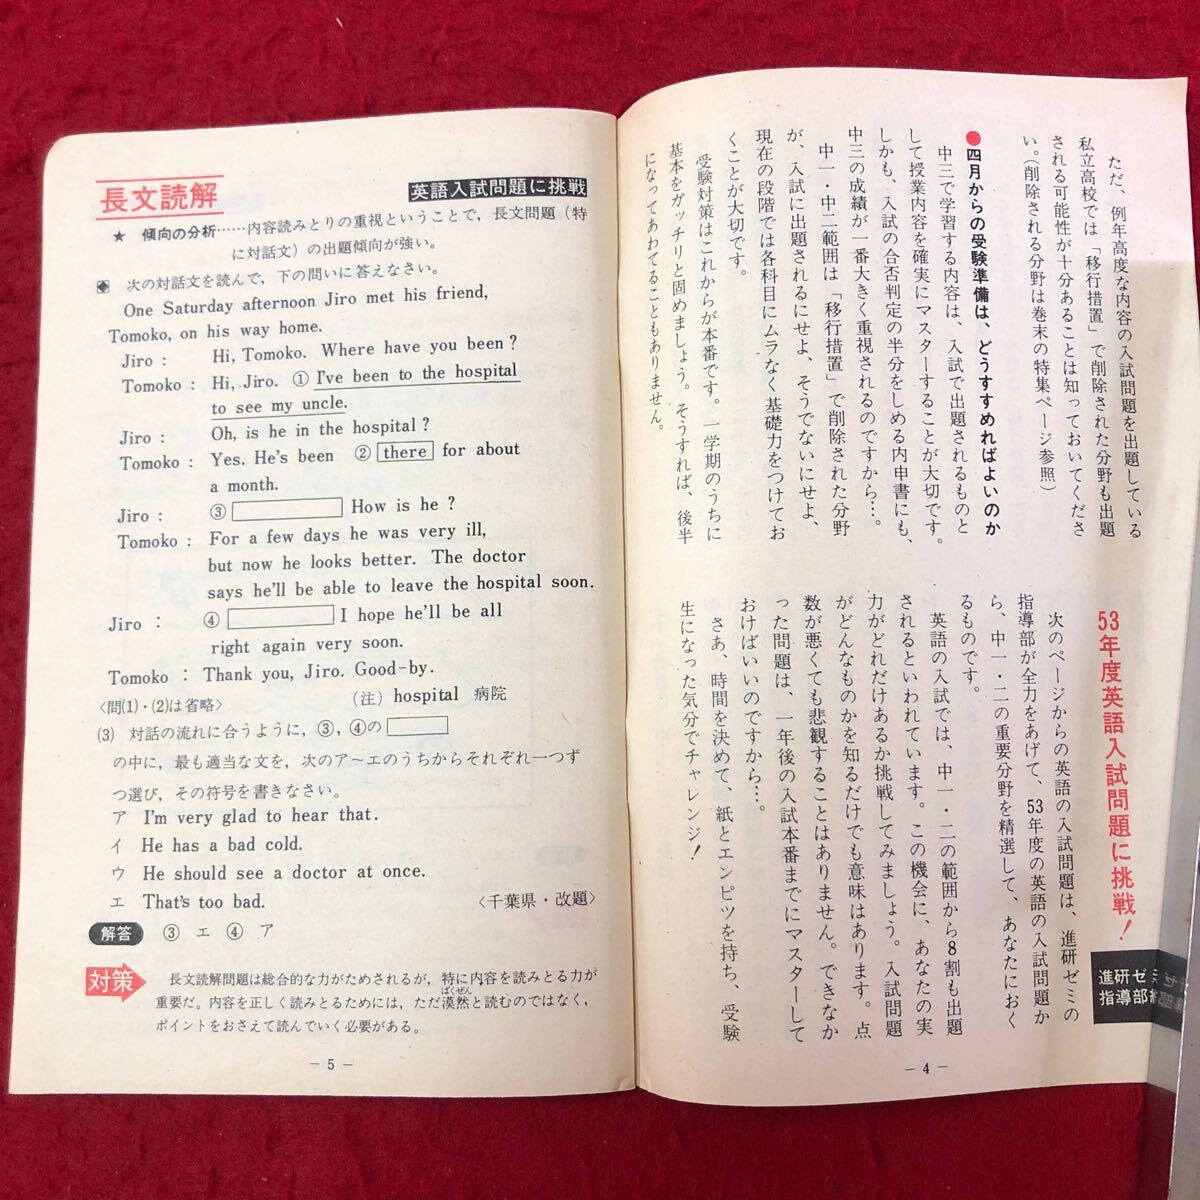 ただ、例年高度な内容の入試問題を出題している
私立高校では「移行措置」で削除された分野も出題
される可能性が十分あることは知っておいてくださ
い。(削除される分野は巻末の特集ページ参照)
●四月からの受験準備は、どうすすめればよいのか
中三で学習する内容は、入試で出題されるものと
して授業内容を確実にマスターすることが大切です。
しかも、入試の合否判定の半分をしめる内申書にも、
中三の成績が一番大きく重視されるのですから…。
中一・中二範囲は「移行措置」で削除された分野
が、入試に出題されるにせよ、そうでないにせよ、
現在の段階では各科目にムラなく基礎力をつけてお
くことが大切です。
受験対策はこれからが本番です。一学期のうちに
基本をガッチリと固めましょう。そうすれば、後半
になってあわてることもありません。
53年度英語入試問題に挑戦!
進研ゼミ
指導部
次のページからの英語の入試問題は、進研ゼミの
指導部が全力をあげて、53年度の英語の入試問題か
ら、中一・二の重要分野を精選して、あなたにおく
るものです。
英語の入試では、中一・二の範囲から8割も出題
されるといわれています。この機会に、あなたの実
力がどれだけあるか挑戦してみましょう。入試問題
がどんなものかを知るだけでも意味はあります。点
数が悪くても悲観することはありません。できなか
った問題は、一年後の入試本番までにマスターして
おけばいいのですから…。
さあ、時間を決めて、紙とエンピツを持ち、受験
生になった気分でチャレンジ!
— 4 —
長文読解
英語入試問題に挑戦
★ 傾向の分析……内容読みとりの重視ということで,長文問題(特
に対話文)の出題傾向が強い。
◆ 次の対話文を読んで,下の問いに答えなさい。
One Saturday afternoon Jiro met his friend,
Tomoko, on his way home.
Jiro : Hi, Tomoko. Where have you been ?
Tomoko : Hi, Jiro. ① I've been to the hospital
to see my uncle.
Jiro : Oh, is he in the hospital ?
Tomoko : Yes. He's been ② there for about
a month.
Jiro : ③ How is he ?
Tomoko : For a few days he was very ill,
but now he looks better. The doctor
says he'll be able to leave the hospital soon.
Jiro : ④ I hope he'll be all
right again very soon.
Tomoko : Thank you, Jiro. Good-by.
〈問(1)・(2)は省略〉 (注) hospital 病院
(3) 対話の流れに合うように,③,④の
の中に,最も適当な文を,次のア〜エのうちからそれぞれ一つず
つ選び,その符号を書きなさい。
ア I'm very glad to hear that.
イ He has a bad cold.
ウ He should see a doctor at once.
エ That's too bad. 〈千葉県・改題〉
解答 ③ エ ④ ア
対策 長文読解問題は総合的な力がためされるが,特に内容を読みとる力が
重要だ。内容を正しく読みとるためには,ただ漠然と読むのではなく,
ばくぜん
ポイントをおさえて読んでいく必要がある。
— 5 —